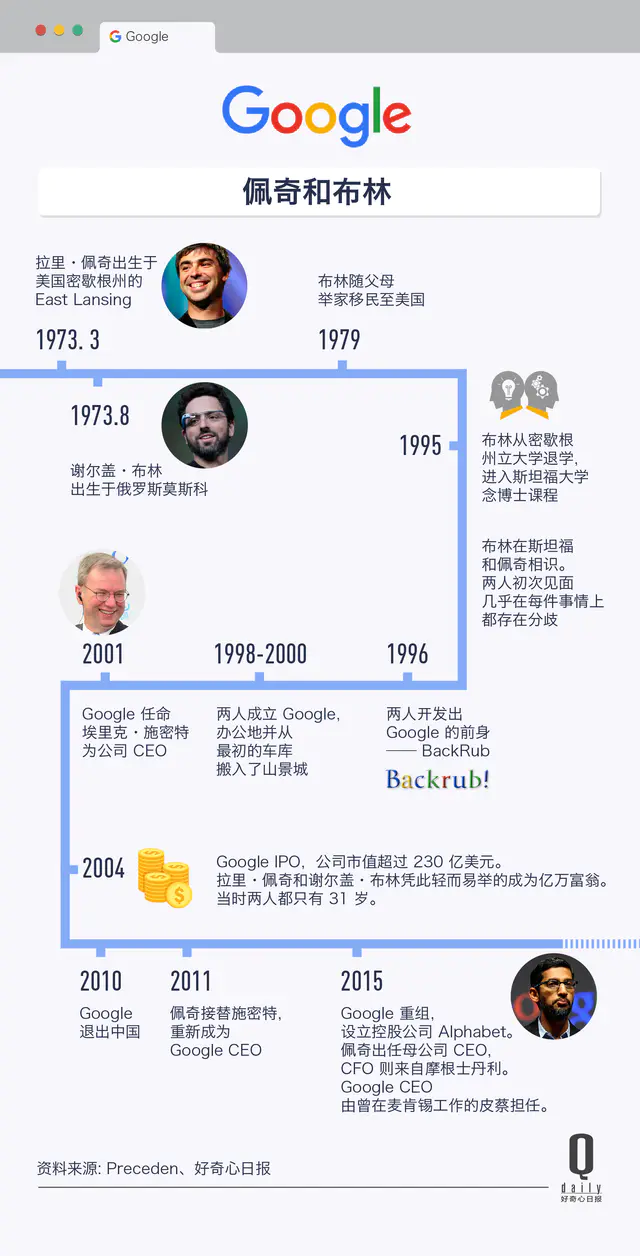 Google
Google
佩奇和布林
拉里·佩奇出生于
美国密歇根州的
East Lansing
1973. 3
布林随父母
举家移民至美国
1979
1973.8
谢尔盖·布林
出生于俄罗斯莫斯科
1995
布林从密歇根
州立大学退学，
进入斯坦福大学
念博士课程
布林在斯坦福
和佩奇相识。
两人初次见面
几乎在每件事情上
都存在分歧
1996
两人开发出
Google 的前身
—— BackRub
Backrub!
1998-2000
两人成立 Google，
办公地并从
最初的车库
搬入了山景城
2001
Google 任命
埃里克·施密特
为公司 CEO
2004
Google IPO，公司市值超过 230 亿美元。
拉里·佩奇和谢尔盖·布林凭此轻而易举的成为亿万富翁。
当时两人都只有 31 岁。
2010
Google
退出中国
2011
佩奇接替施密特，
重新成为
Google CEO
2015
Google 重组，
设立控股公司 Alphabet。
佩奇出任母公司 CEO，
CFO 则来自摩根士丹利。
Google CEO
由曾在麦肯锡工作的皮蔡担任。
资料来源: Preceden、好奇心日报
Q
daily
好奇心日报